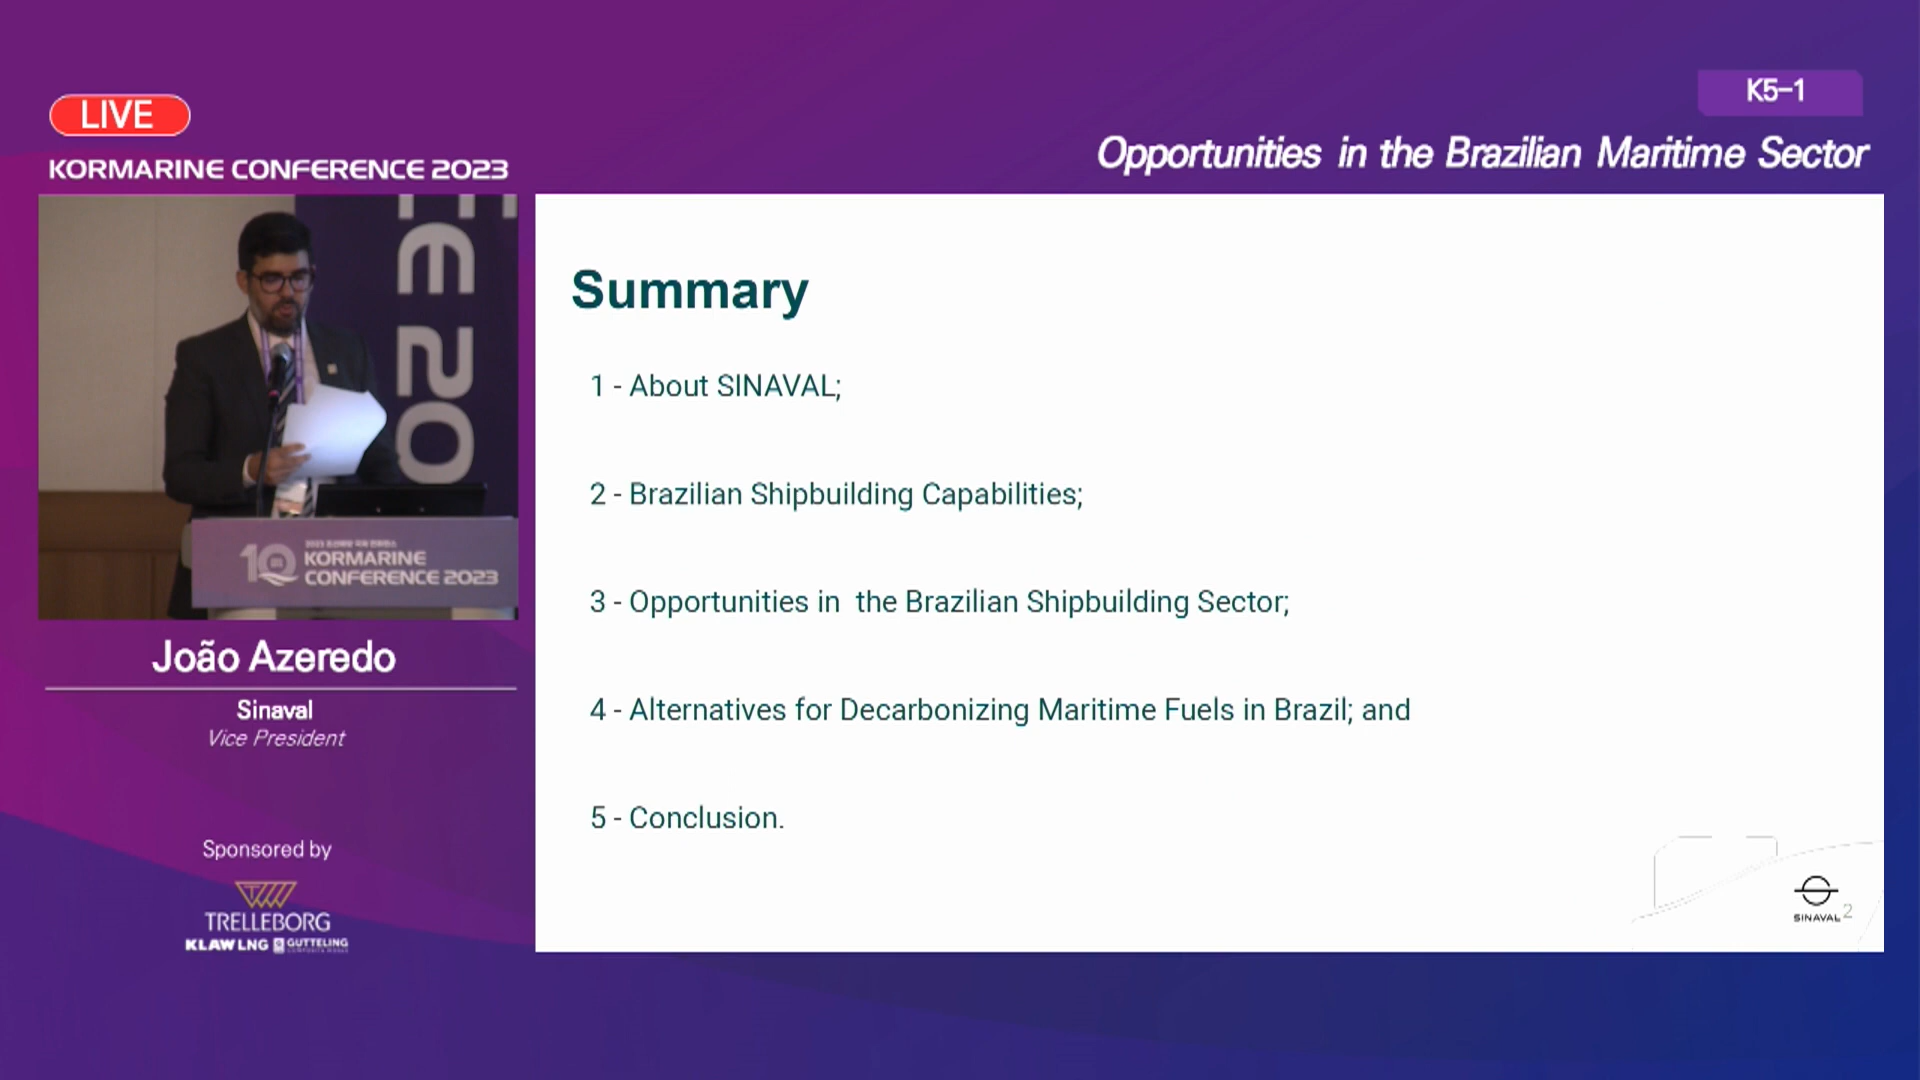 LIVE
KORMARINE CONFERENCE 2023
K5-1
Opportunities in the Brazilian Maritime Sector
E 20
KORMARINE
CONFERENCE 2023
João Azeredo
Sinaval
Vice President
Sponsored by
TRELLEBORG
KLAW LNG GUTTELING
Summary
1 - About SINAVAL;
2 - Brazilian Shipbuilding Capabilities;
3 - Opportunities in  the Brazilian Shipbuilding Sector;
4 - Alternatives for Decarbonizing Maritime Fuels in Brazil; and
5 - Conclusion.
SINAVAL 2